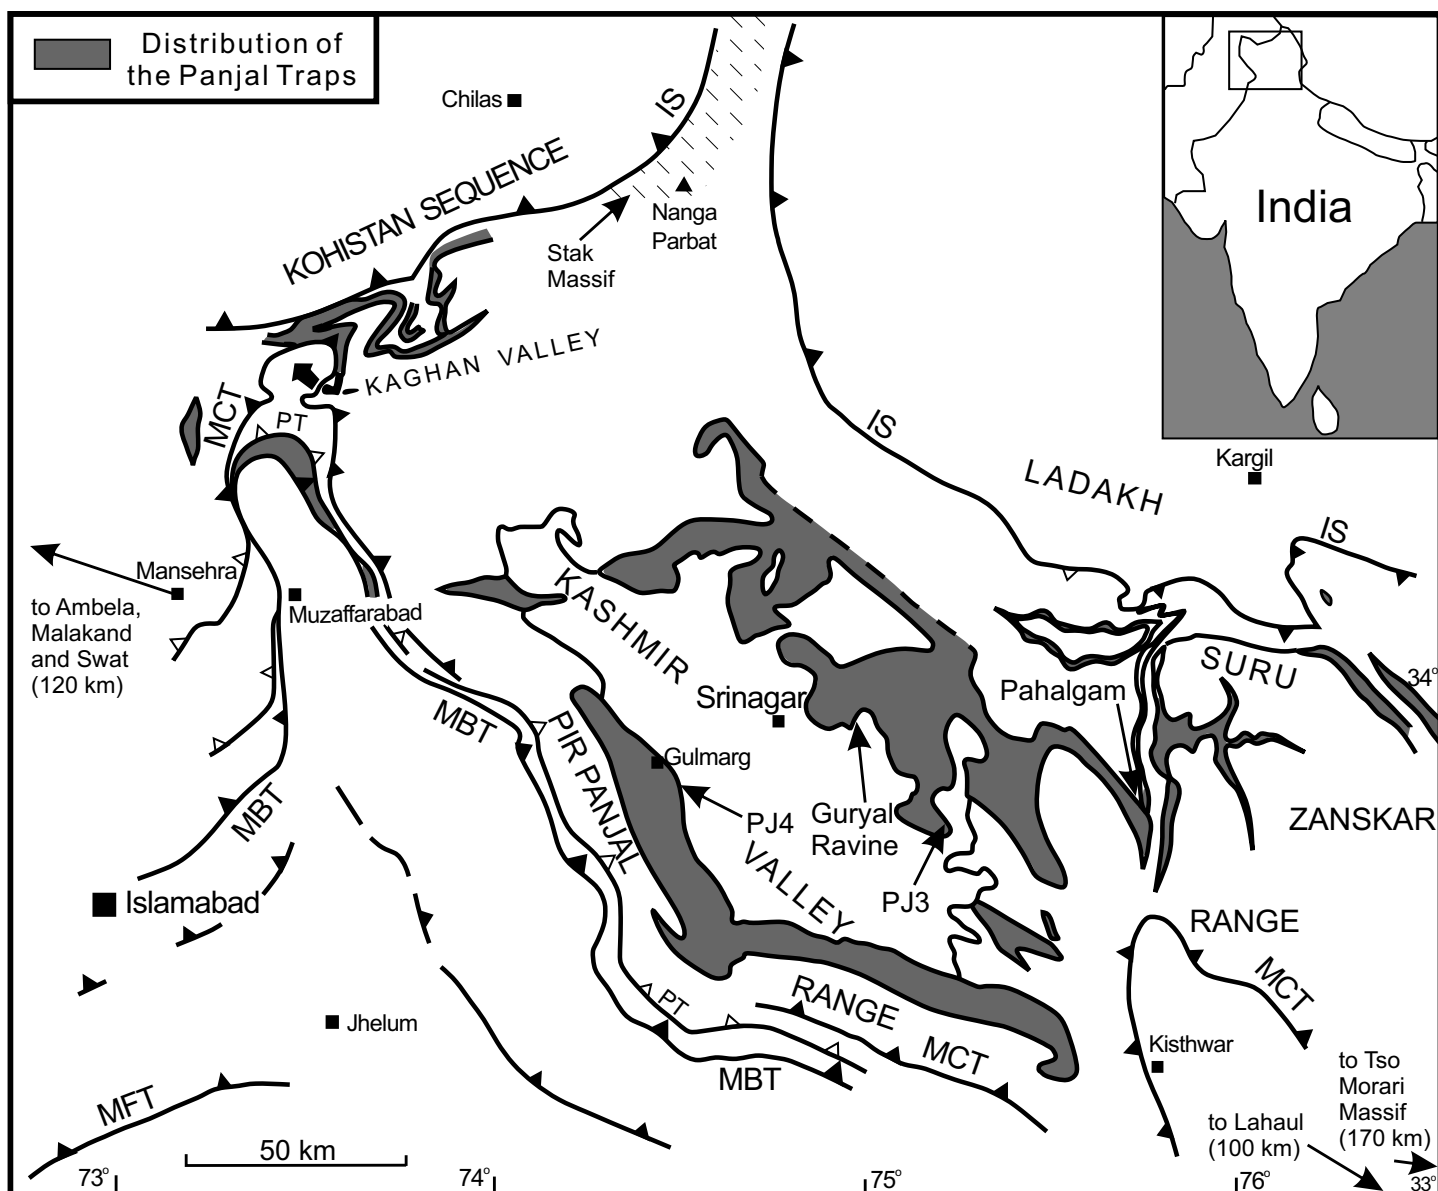 Distribution of
the Panjal Traps
Chilas
IS
KOHISTAN SEQUENCE
Nanga
Parbat
Stak
Massif
India
KAGHAN VALLEY
MCT
PT
IS
LADAKH
Kargil
IS
Mansehra
to Ambela,
Malakand
and Swat
(120 km)
Muzaffarabad
KASHMIR
SURU
34°
Pahalgam
Srinagar
MBT
PIR PANJAL
Gulmarg
PJ4
Guryal
Ravine
ZANSKAR
MBT
VALLEY
PJ3
Islamabad
RANGE
MCT
PT
RANGE
Jhelum
MCT
Kisthwar
MBT
to Tso
Morari
Massif
(170 km)
MFT
to Lahaul
(100 km)
50 km
73°
74°
75°
76°
33°